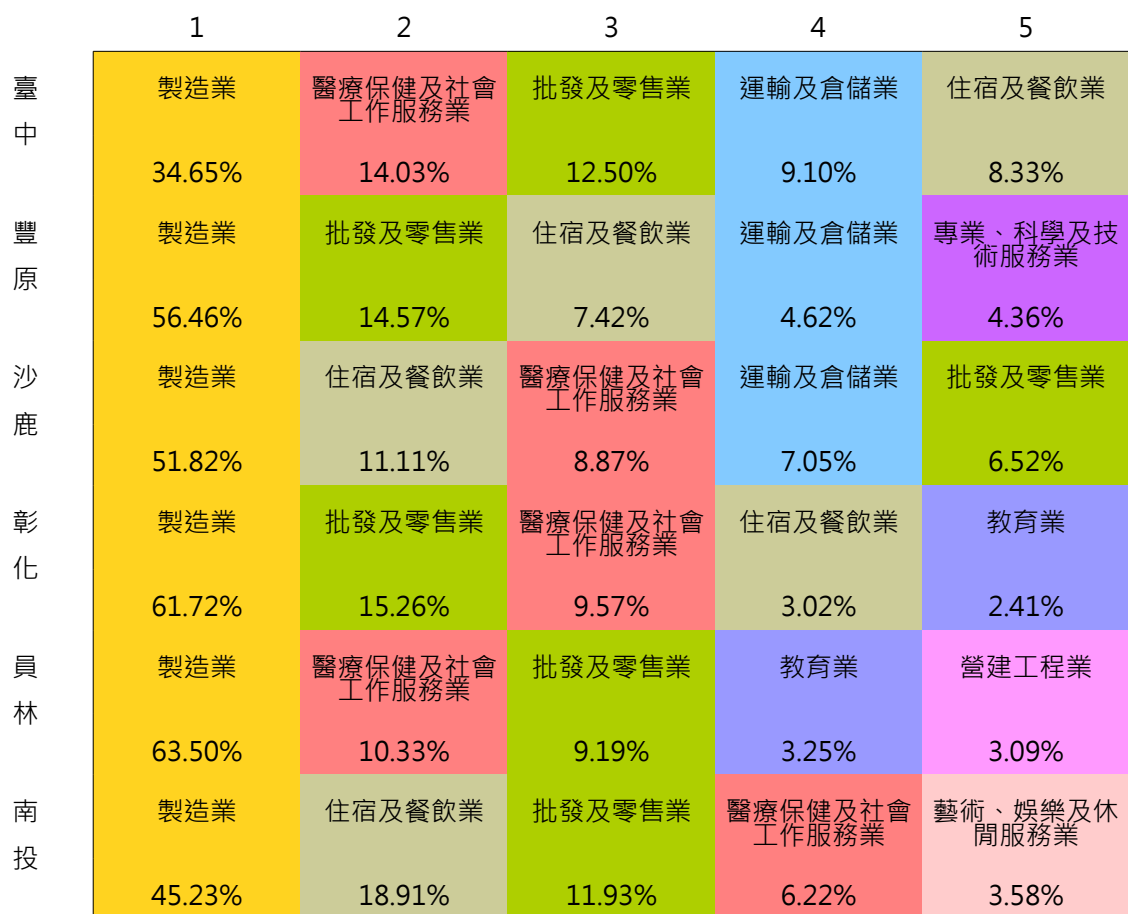 1 2 3 4 5
臺中
製造業 醫療保健及社會工作服務業 批發及零售業 運輸及倉儲業 住宿及餐飲業
34.65% 14.03% 12.50% 9.10% 8.33%
豐原
製造業 批發及零售業 住宿及餐飲業 運輸及倉儲業 專業、科學及技術服務業
56.46% 14.57% 7.42% 4.62% 4.36%
沙鹿
製造業 住宿及餐飲業 醫療保健及社會工作服務業 運輸及倉儲業 批發及零售業
51.82% 11.11% 8.87% 7.05% 6.52%
彰化
製造業 批發及零售業 醫療保健及社會工作服務業 住宿及餐飲業 教育業
61.72% 15.26% 9.57% 3.02% 2.41%
員林
製造業 醫療保健及社會工作服務業 批發及零售業 教育業 營建工程業
63.50% 10.33% 9.19% 3.25% 3.09%
南投
製造業 住宿及餐飲業 批發及零售業 醫療保健及社會工作服務業 藝術、娛樂及休閒服務業
45.23% 18.91% 11.93% 6.22% 3.58%